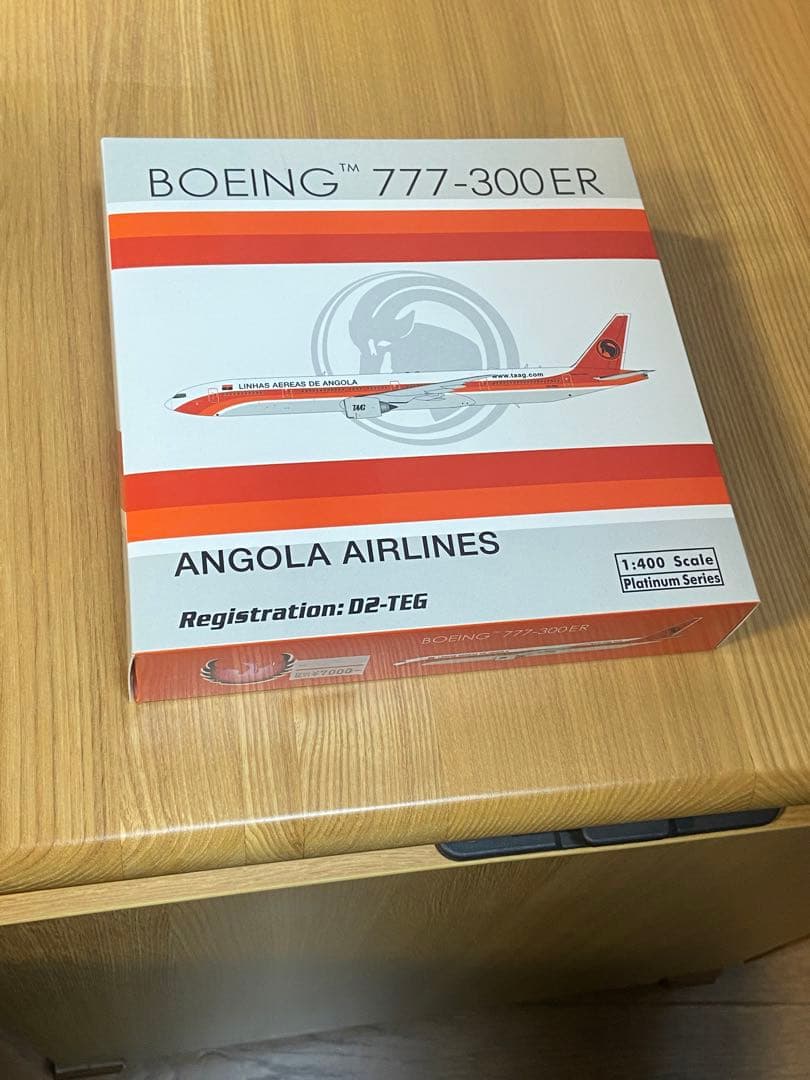 BOEING™ 777-300ER
LINHAS AEREAS DE ANGOLA
www.taag.com
TAAG
ANGOLA AIRLINES
1:400 Scale
Platinum Series
Registration: D2-TEG
BOEING™ 777-300ER
¥7000